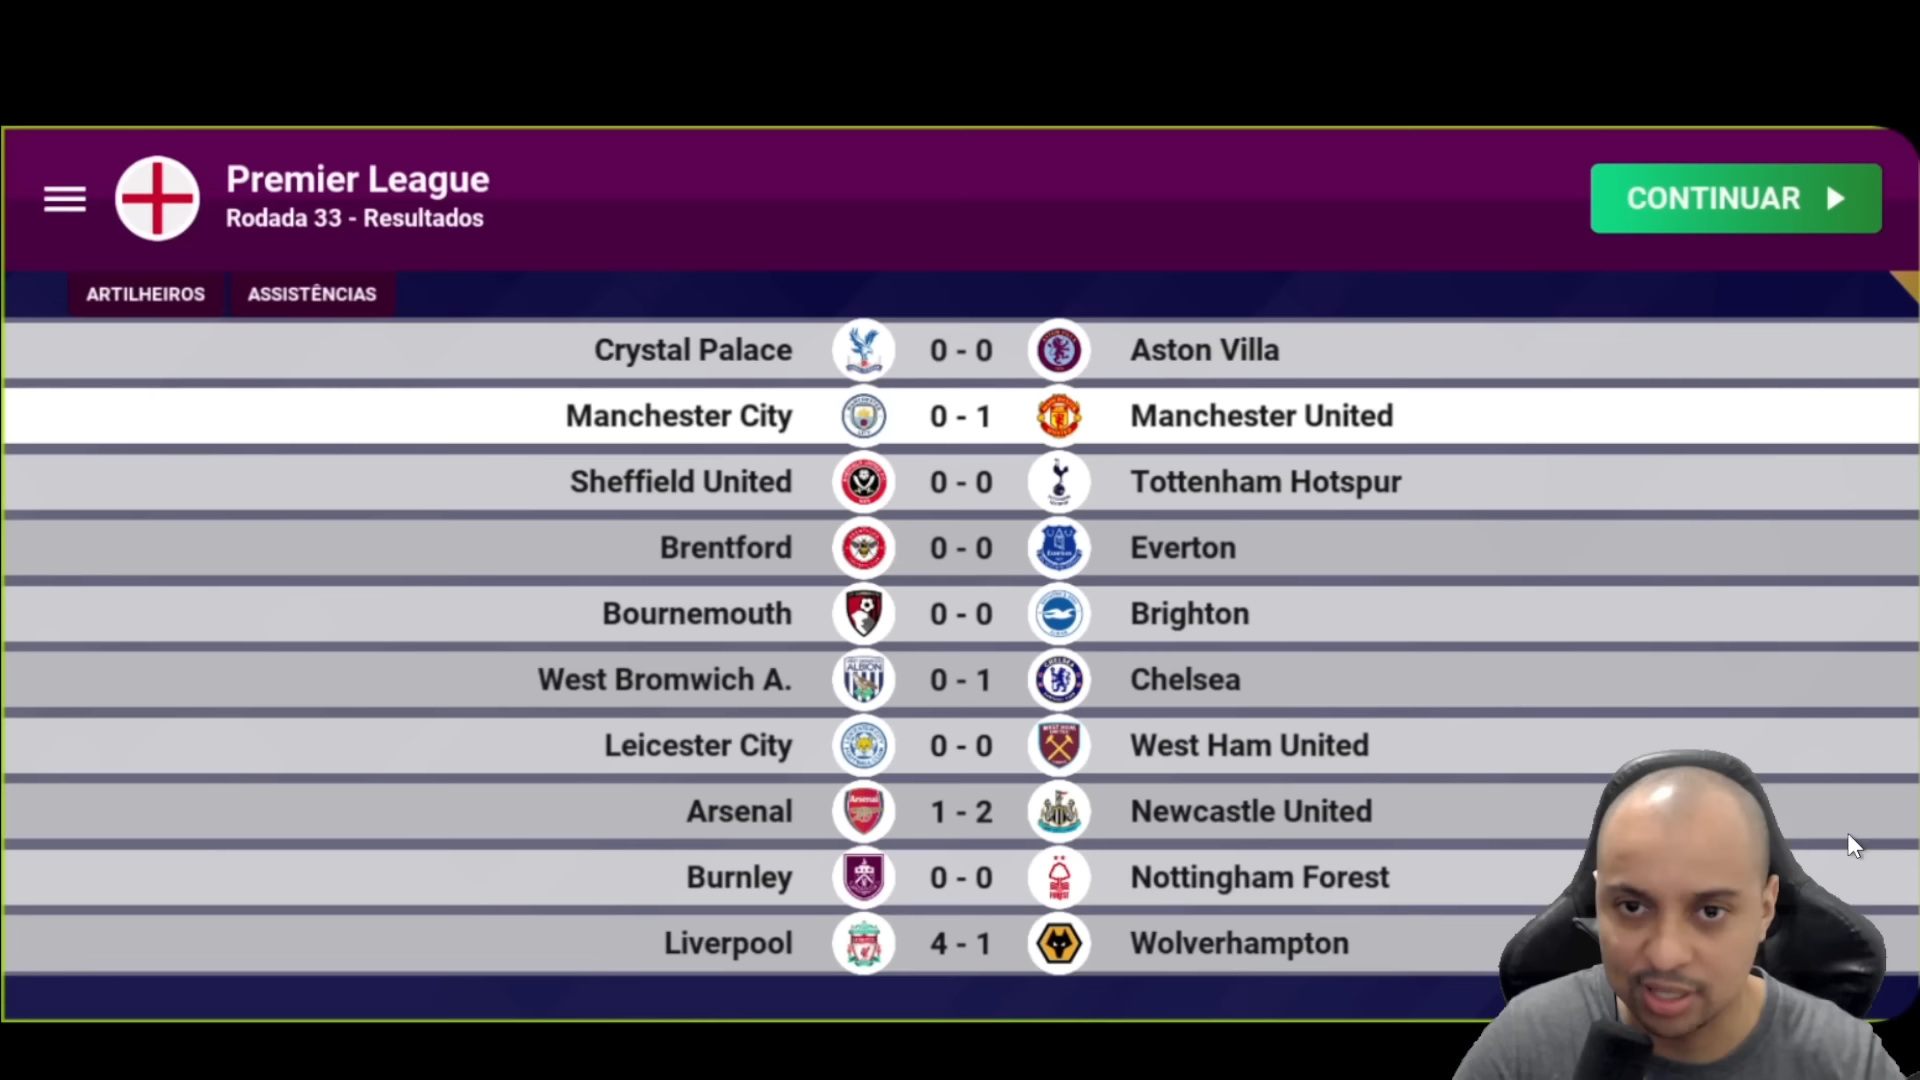 Premier League
Rodada 33 - Resultados
CONTINUAR
ARTILHEIROS ASSISTÊNCIAS
Crystal Palace 0 - 0 Aston Villa
Manchester City 0 - 1 Manchester United
Sheffield United 0 - 0 Tottenham Hotspur
Brentford 0 - 0 Everton
Bournemouth 0 - 0 Brighton
West Bromwich A. 0 - 1 Chelsea
Leicester City 0 - 0 West Ham United
Arsenal 1 - 2 Newcastle United
Burnley 0 - 0 Nottingham Forest
Liverpool 4 - 1 Wolverhampton